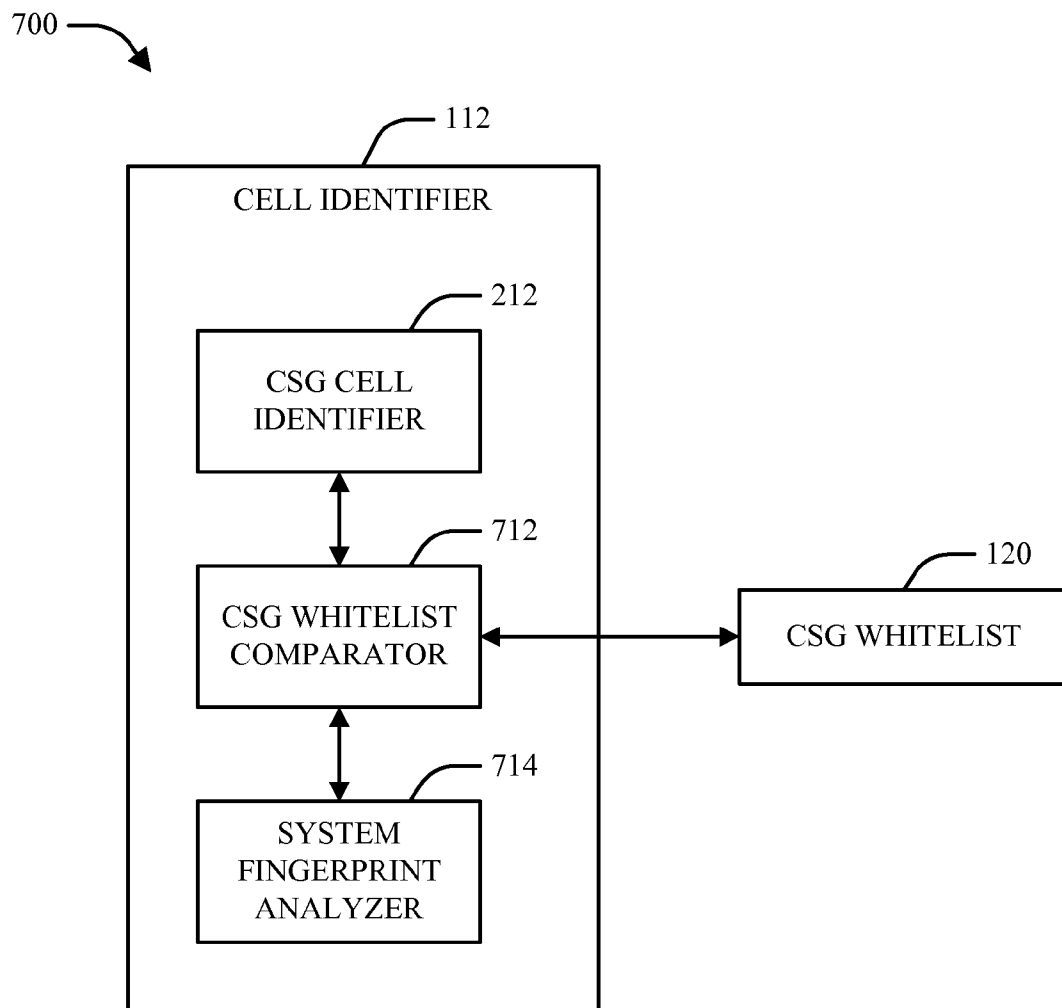 700
112
CELL IDENTIFIER
212
CSG CELL
IDENTIFIER
712
CSG WHITELIST
COMPARATOR
120
CSG WHITELIST
714
SYSTEM
FINGERPRINT
ANALYZER